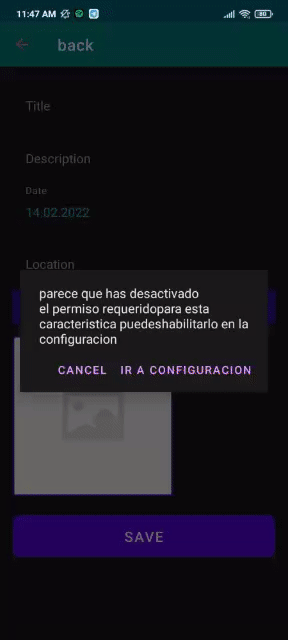 11:47 AM
80
back
Title
Description
Date
14.02.2022
Location
parece que has desactivado
el permiso requeridopara esta
caracteristica puedeshabilitarlo en la
configuracion
CANCEL IR A CONFIGURACION
SAVE